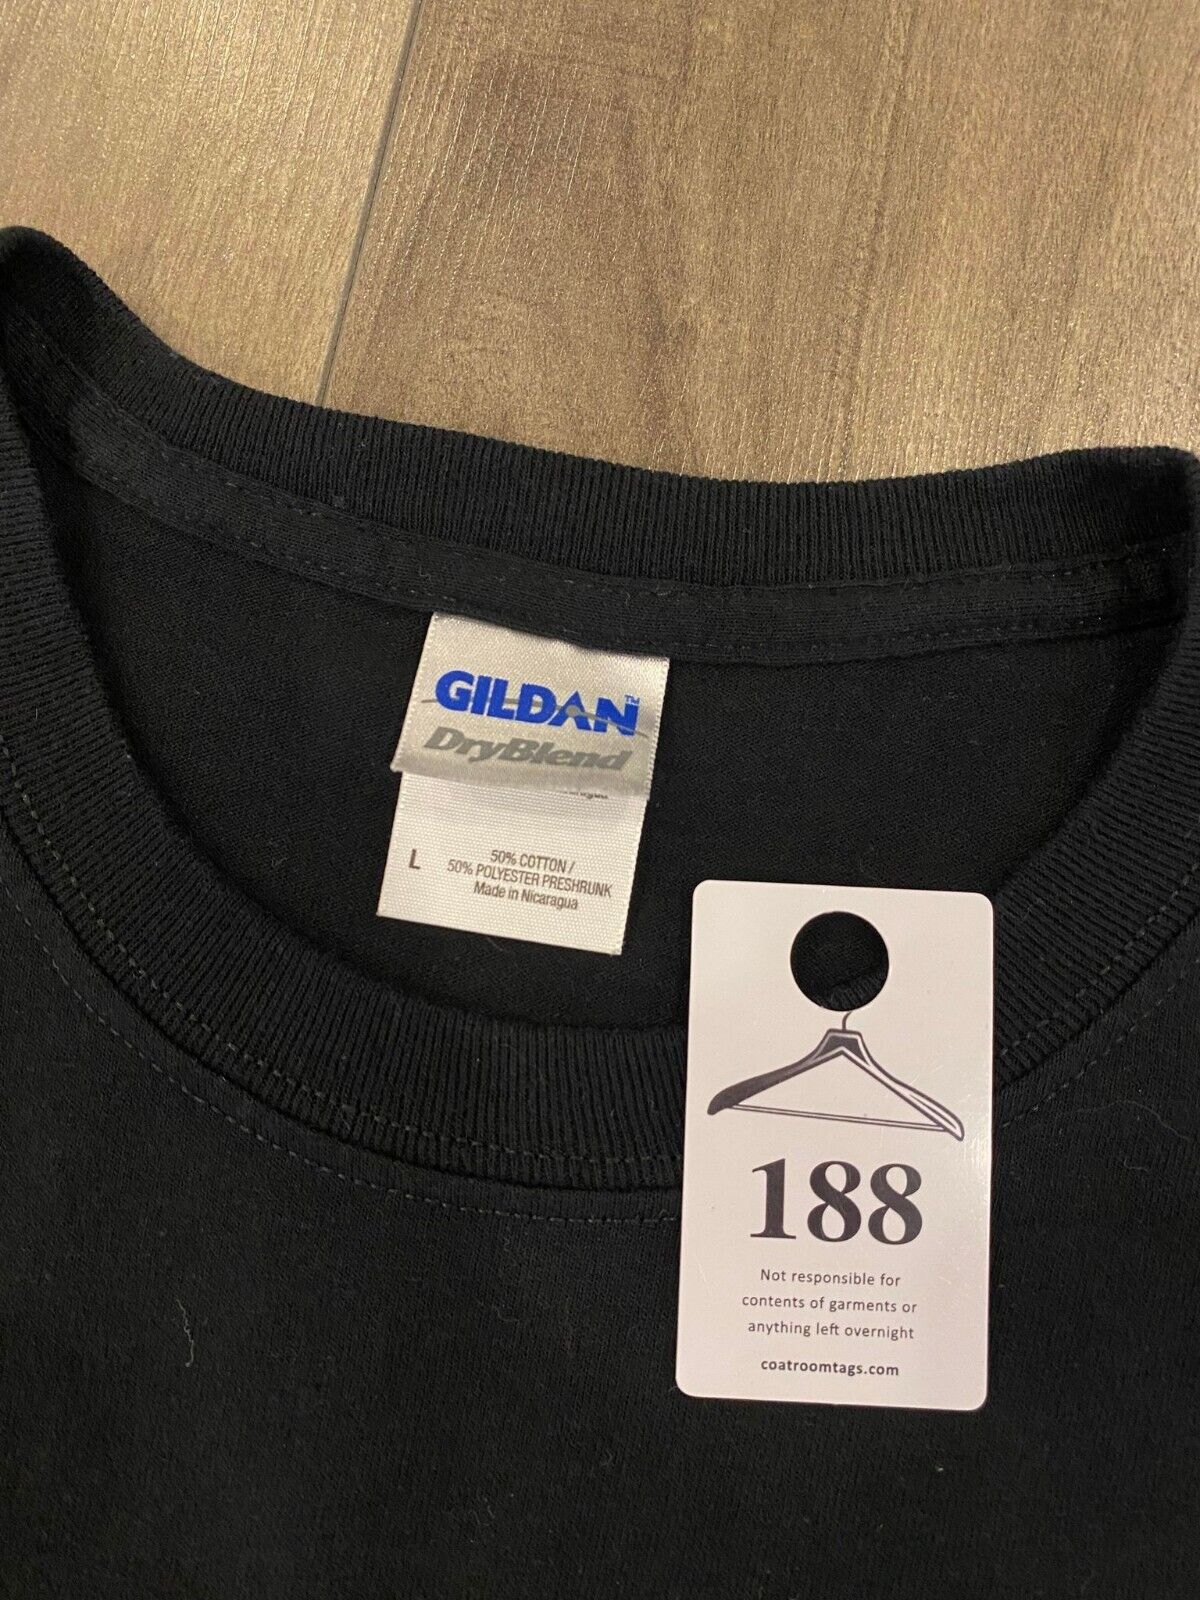 GILDAN™
DryBlend
L
50% COTTON /
50% POLYESTER PRESHRUNK
Made in Nicaragua
188
Not responsible for
contents of garments or
anything left overnight
coatroomtags.com